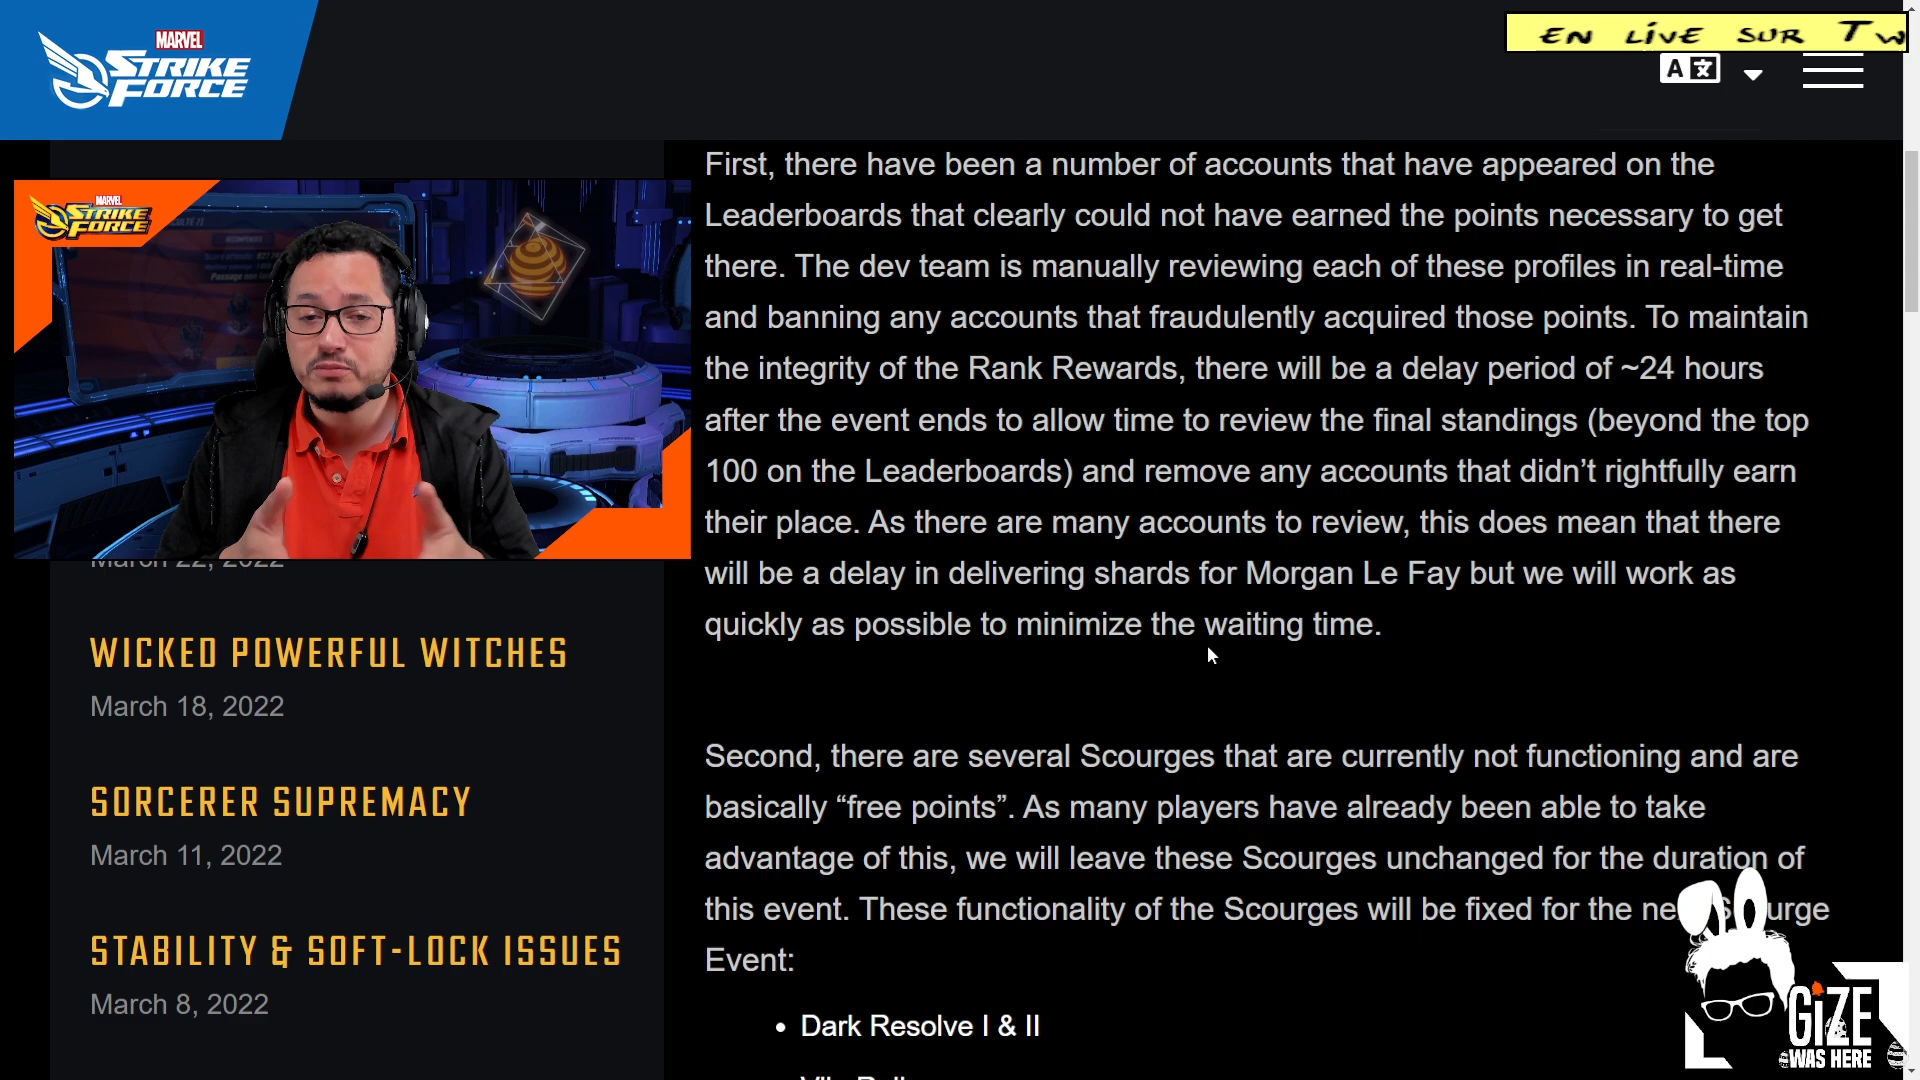 MARVEL
STRIKE
FORCE
EN LIVE SUR TW
A
First, there have been a number of accounts that have appeared on the
Leaderboards that clearly could not have earned the points necessary to get
there. The dev team is manually reviewing each of these profiles in real-time
and banning any accounts that fraudulently acquired those points. To maintain
the integrity of the Rank Rewards, there will be a delay period of ~24 hours
after the event ends to allow time to review the final standings (beyond the top
100 on the Leaderboards) and remove any accounts that didn’t rightfully earn
their place. As there are many accounts to review, this does mean that there
will be a delay in delivering shards for Morgan Le Fay but we will work as
quickly as possible to minimize the waiting time.
Second, there are several Scourges that are currently not functioning and are
basically “free points”. As many players have already been able to take
advantage of this, we will leave these Scourges unchanged for the duration of
this event. These functionality of the Scourges will be fixed for the ne
Event:
• Dark Resolve I & II
MARVEL
STRIKE
FORCE
March 22, 2022
WICKED POWERFUL WITCHES
March 18, 2022
SORCERER SUPREMACY
March 11, 2022
STABILITY & SOFT-LOCK ISSUES
March 8, 2022
GiZE
WAS HERE